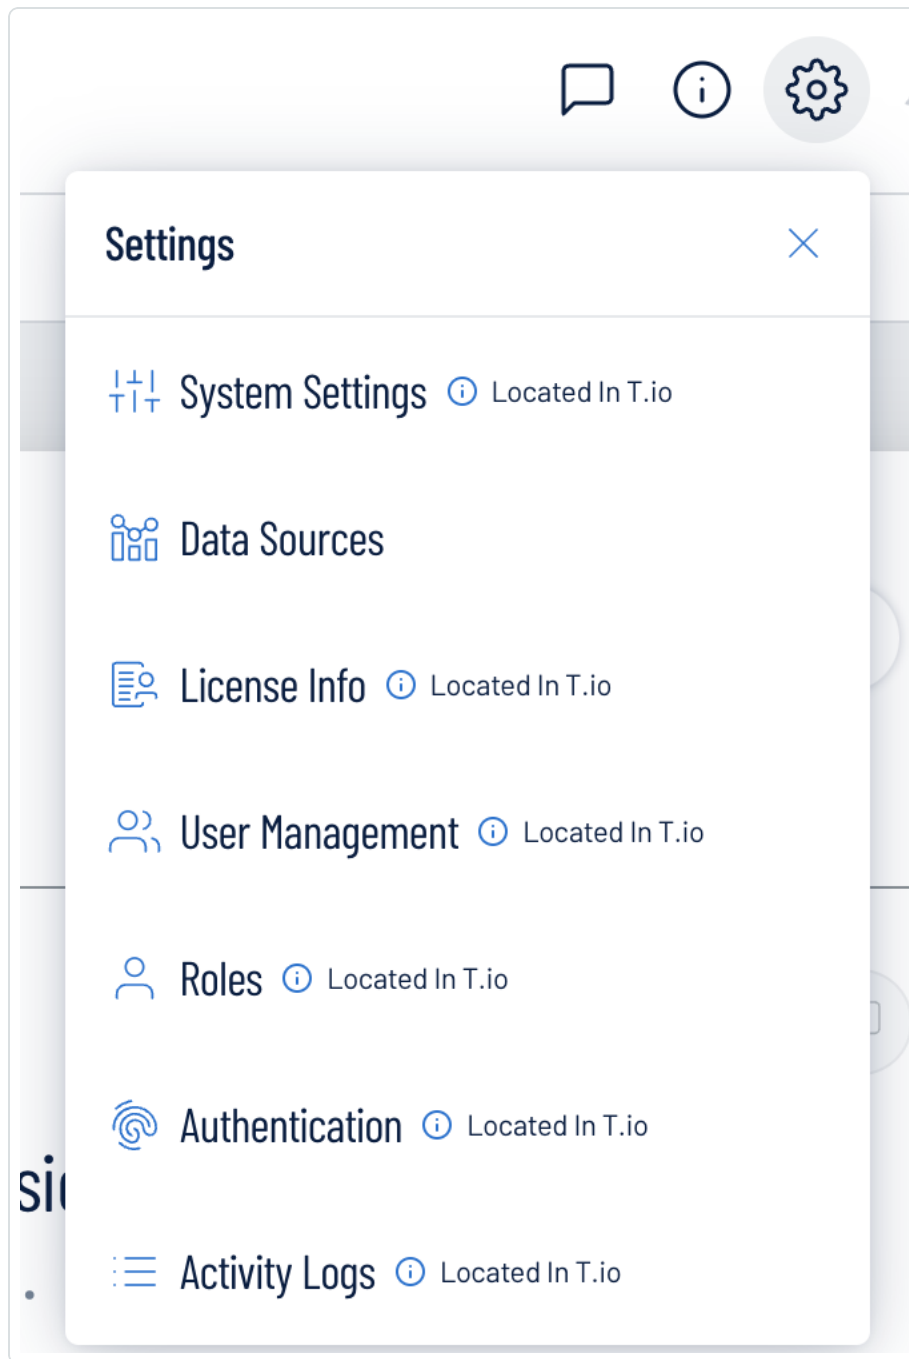 Settings
System Settings Located In T.io
Data Sources
License Info Located In T.io
User Management Located In T.io
Roles Located In T.io
Authentication Located In T.io
Activity Logs Located In T.io